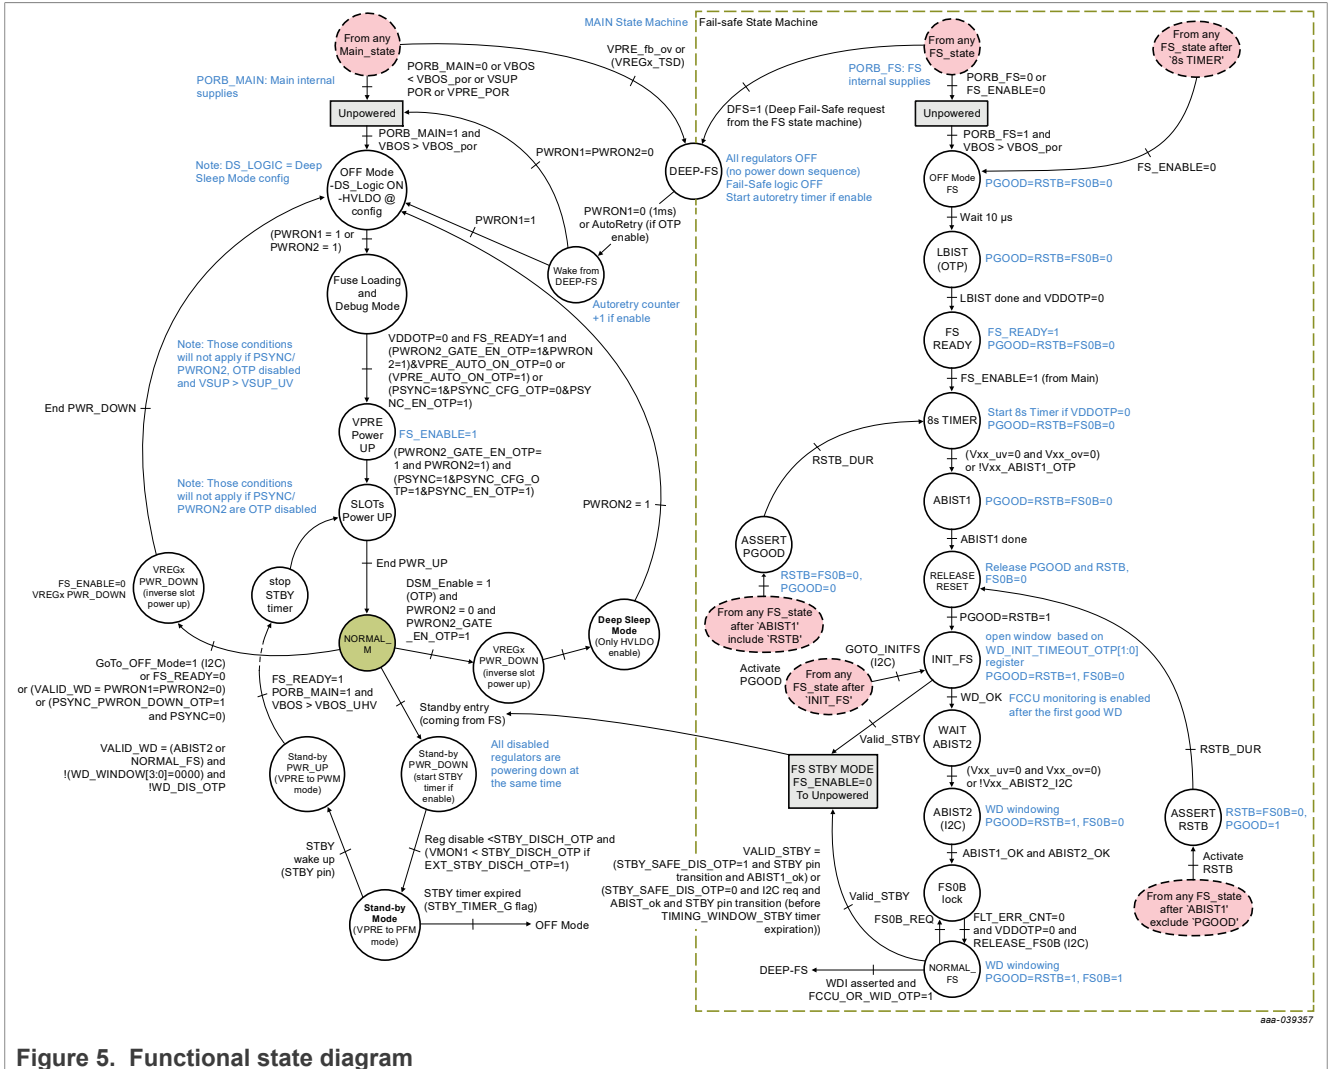 MAIN State Machine
Fail-safe State Machine
From any
Main_state
PORB_MAIN: Main internal
supplies
PORB_MAIN=0 or VBOS
< VBOS_por or VSUP
POR or VPRE_POR
VPRE_fb_ov or
(VREGx_TSD)
Unpowered
PORB_MAIN=1 and
VBOS > VBOS_por
Note: DS_LOGIC = Deep
Sleep Mode config
OFF Mode
-DS_Logic ON
-HVLDO @
config
PWRON1=PWRON2=0
PWRON1=1
(PWRON1 = 1 or
PWRON2 = 1)
Fuse Loading
and
Debug Mode
DEEP-FS
DFS=1 (Deep Fail-Safe request
from the FS state machine)
All regulators OFF
(no power down sequence)
Fail-Safe logic OFF
Start autoretry timer if enable
PWRON1=0 (1ms)
or AutoRetry (if OTP
enable)
Wake from
DEEP-FS
Autoretry counter
+1 if enable
Note: Those conditions
will not apply if PSYNC/
PWRON2, OTP disabled
and VSUP > VSUP_UV
VDDOTP=0 and FS_READY=1 and
(PWRON2_GATE_EN_OTP=1&PWRON
2=1)&VPRE_AUTO_ON_OTP=0 or
(VPRE_AUTO_ON_OTP=1) or
(PSYNC=1&PSYNC_CFG_OTP=0&PSY
NC_EN_OTP=1)
End PWR_DOWN
VPRE
Power
UP
FS_ENABLE=1
(PWRON2_GATE_EN_OTP=
1 and PWRON2=1) and
(PSYNC=1&PSYNC_CFG_O
TP=1&PSYNC_EN_OTP=1)
Note: Those conditions
will not apply if PSYNC/
PWRON2 are OTP disabled
SLOTs
Power UP
PWRON2 = 1
End PWR_UP
FS_ENABLE=0
VREGx PWR_DOWN
VREGx
PWR_DOWN
(inverse slot
power up)
stop
STBY
timer
DSM_Enable = 1
(OTP) and
PWRON2 = 0 and
PWRON2_GATE
_EN_OTP=1
NORMAL_
M
VREGx
PWR_DOWN
(inverse slot
power up)
Deep Sleep
Mode
(Only HVLDO
enable)
GoTo_OFF_Mode=1 (I2C)
or FS_READY=0
or (VALID_WD = PWRON1=PWRON2=0)
or (PSYNC_PWRON_DOWN_OTP=1
and PSYNC=0)
FS_READY=1
PORB_MAIN=1 and
VBOS > VBOS_UHV
Standby entry
(coming from FS)
VALID_WD = (ABIST2 or
NORMAL_FS) and
!(WD_WINDOW[3:0]=0000) and
!WD_DIS_OTP
Stand-by
PWR_UP
(VPRE to PWM
mode)
Stand-by
PWR_DOWN
(start STBY
timer if
enable)
All disabled
regulators are
powering down at
the same time
STBY
wake up
(STBY pin)
Reg disable <STBY_DISCH_OTP and
(VMON1 < STBY_DISCH_OTP if
EXT_STBY_DISCH_OTP=1)
Stand-by
Mode
(VPRE to PFM
mode)
STBY timer expired
(STBY_TIMER_G flag)
OFF Mode
From any
FS_state
PORB_FS: FS
internal supplies
PORB_FS=0 or
FS_ENABLE=0
From any
FS_state after
'8s TIMER'
Unpowered
PORB_FS=1 and
VBOS > VBOS_por
FS_ENABLE=0
OFF Mode
FS
PGOOD=RSTB=FS0B=0
Wait 10 µs
LBIST
(OTP)
PGOOD=RSTB=FS0B=0
LBIST done and VDDOTP=0
FS
READY
FS_READY=1
PGOOD=RSTB=FS0B=0
FS_ENABLE=1 (from Main)
8s TIMER
Start 8s Timer if VDDOTP=0
PGOOD=RSTB=FS0B=0
RSTB_DUR
(Vxx_uv=0 and Vxx_ov=0)
or !Vxx_ABIST1_OTP
ABIST1
PGOOD=RSTB=FS0B=0
ASSERT
PGOOD
ABIST1 done
RSTB=FS0B=0,
PGOOD=0
RELEASE
RESET
Release PGOOD and RSTB,
FS0B=0
From any FS_state
after 'ABIST1'
include 'RSTB'
PGOOD=RSTB=1
GOTO_INITFS
(I2C)
Activate
PGOOD
From any
FS_state after
'INIT_FS'
INIT_FS
open window  based on
WD_INIT_TIMEOUT_OTP[1:0]
register
PGOOD=RSTB=1, FS0B=0
WD_OK
FCCU monitoring is enabled
after the first good WD
Valid_STBY
WAIT
ABIST2
RSTB_DUR
FS STBY MODE
FS_ENABLE=0
To Unpowered
(Vxx_uv=0 and Vxx_ov=0)
or !Vxx_ABIST2_I2C
ABIST2
(I2C)
WD windowing
PGOOD=RSTB=1, FS0B=0
ASSERT
RSTB
RSTB=FS0B=0,
PGOOD=1
VALID_STBY =
(STBY_SAFE_DIS_OTP=1 and STBY pin
transition and ABIST1_ok) or
(STBY_SAFE_DIS_OTP=0 and I2C req and
ABIST_ok and STBY pin transition (before
TIMING_WINDOW_STBY timer
expiration))
ABIST1_OK and ABIST2_OK
Activate
RSTB
Valid_STBY
FS0B
lock
From any FS_state
after 'ABIST1'
exclude 'PGOOD'
FS0B_REQ
FLT_ERR_CNT=0
and VDDOTP=0 and
RELEASE_FS0B (I2C)
DEEP-FS
NORMAL_
FS
WD windowing
PGOOD=RSTB=1, FS0B=1
WDI asserted and
FCCU_OR_WID_OTP=1
aaa-039357
Figure 5.  Functional state diagram